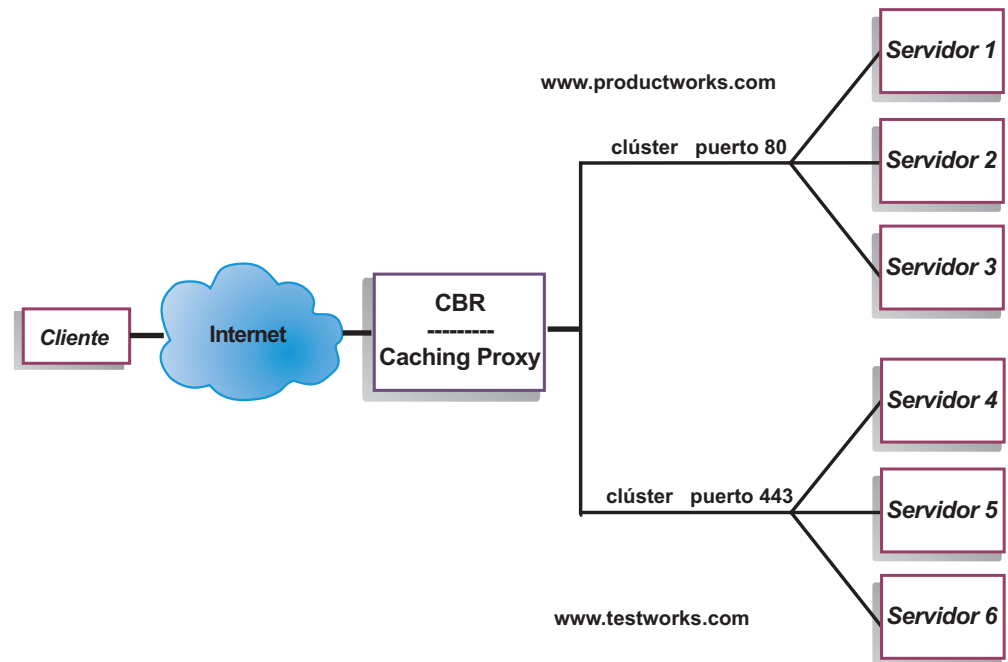 Servidor 1
www.productworks.com
clúster puerto 80
Servidor 2
Servidor 3
Cliente
Internet
CBR
---------
Caching Proxy
Servidor 4
clúster puerto 443
Servidor 5
www.testworks.com
Servidor 6